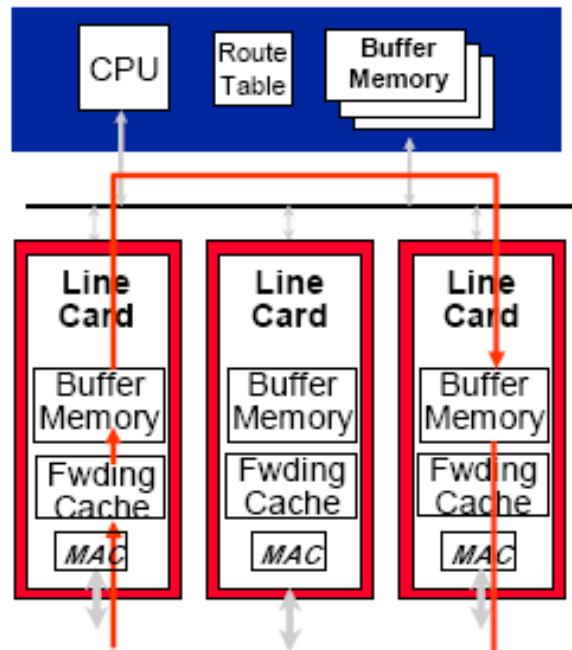 CPU
Route
Table
Buffer
Memory
Line
Card
Buffer
Memory
Fwding
Cache
MAC
Line
Card
Buffer
Memory
Fwding
Cache
MAC
Line
Card
Buffer
Memory
Fwding
Cache
MAC